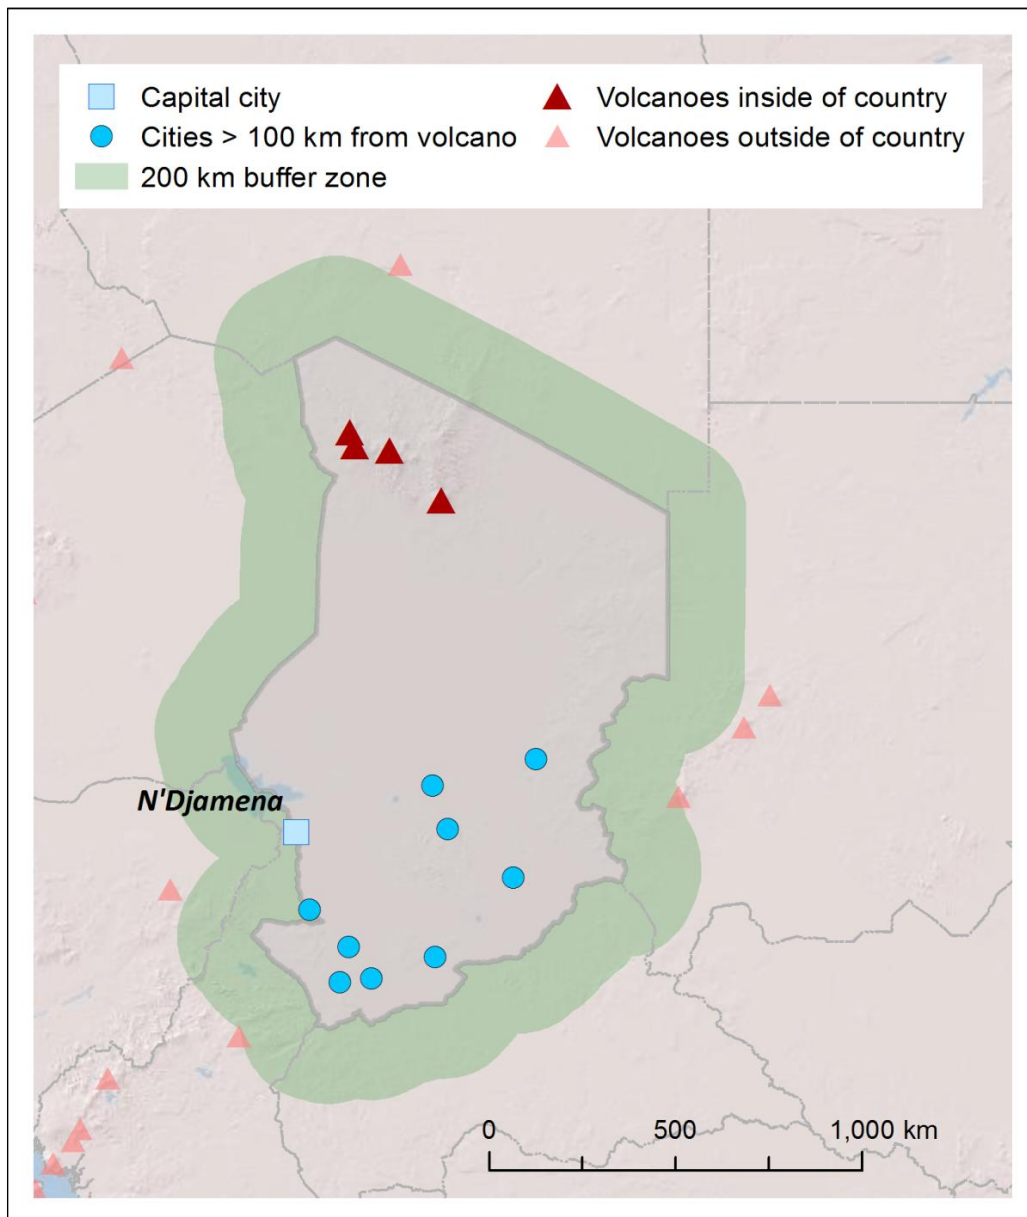 Capital city
Volcanoes inside of country
Cities > 100 km from volcano
Volcanoes outside of country
200 km buffer zone
N'Djamena
0 500 1,000 km